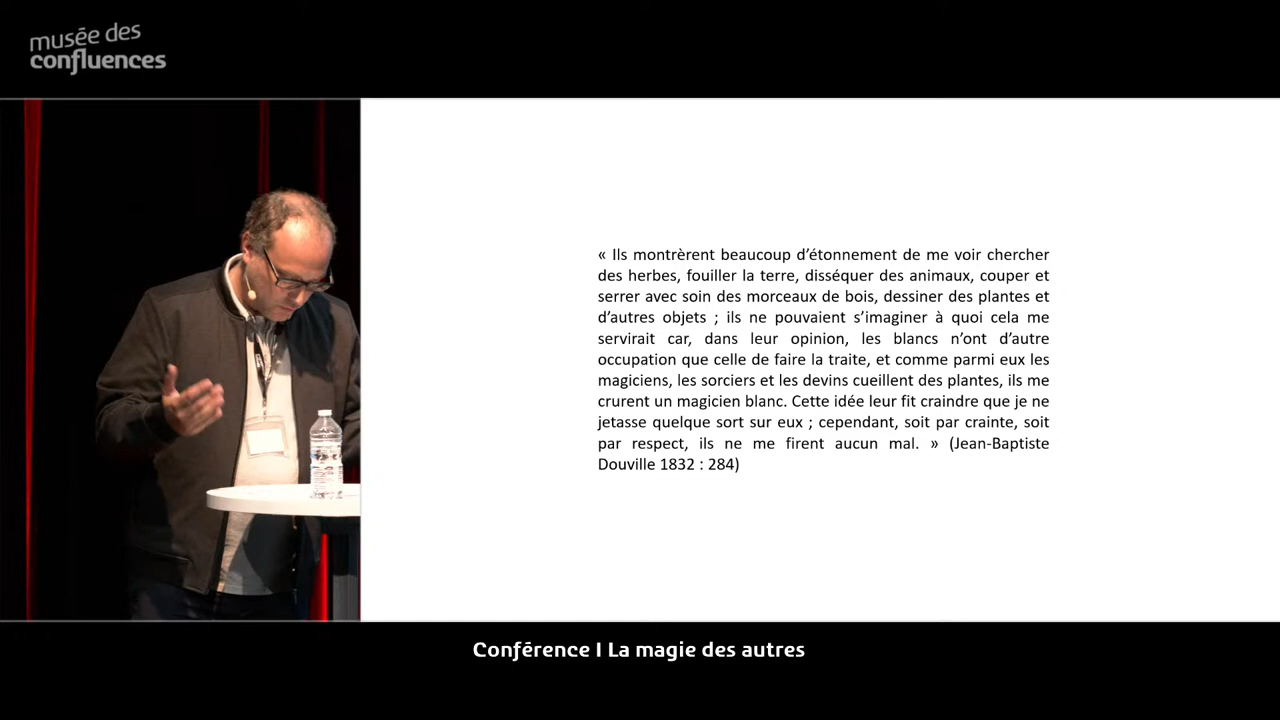 musée des
confluences
« Ils montrèrent beaucoup d’étonnement de me voir chercher
des herbes, fouiller la terre, disséquer des animaux, couper et
serrer avec soin des morceaux de bois, dessiner des plantes et
d’autres objets ; ils ne pouvaient s’imaginer à quoi cela me
servirait car, dans leur opinion, les blancs n’ont d’autre
occupation que celle de faire la traite, et comme parmi eux les
magiciens, les sorciers et les devins cueillent des plantes, ils me
crurent un magicien blanc. Cette idée leur fit craindre que je ne
jetasse quelque sort sur eux ; cependant, soit par crainte, soit
par respect, ils ne me firent aucun mal. » (Jean-Baptiste
Douville 1832 : 284)
Conférence I La magie des autres